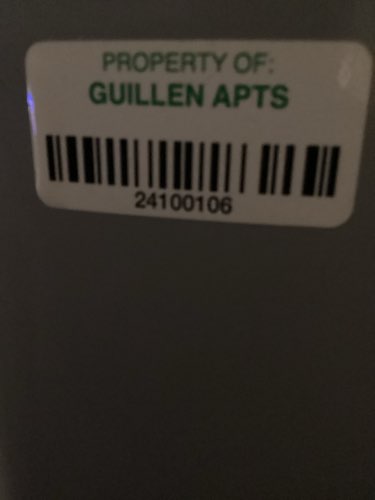 PROPERTY OF:
GUILLEN APTS
24100106